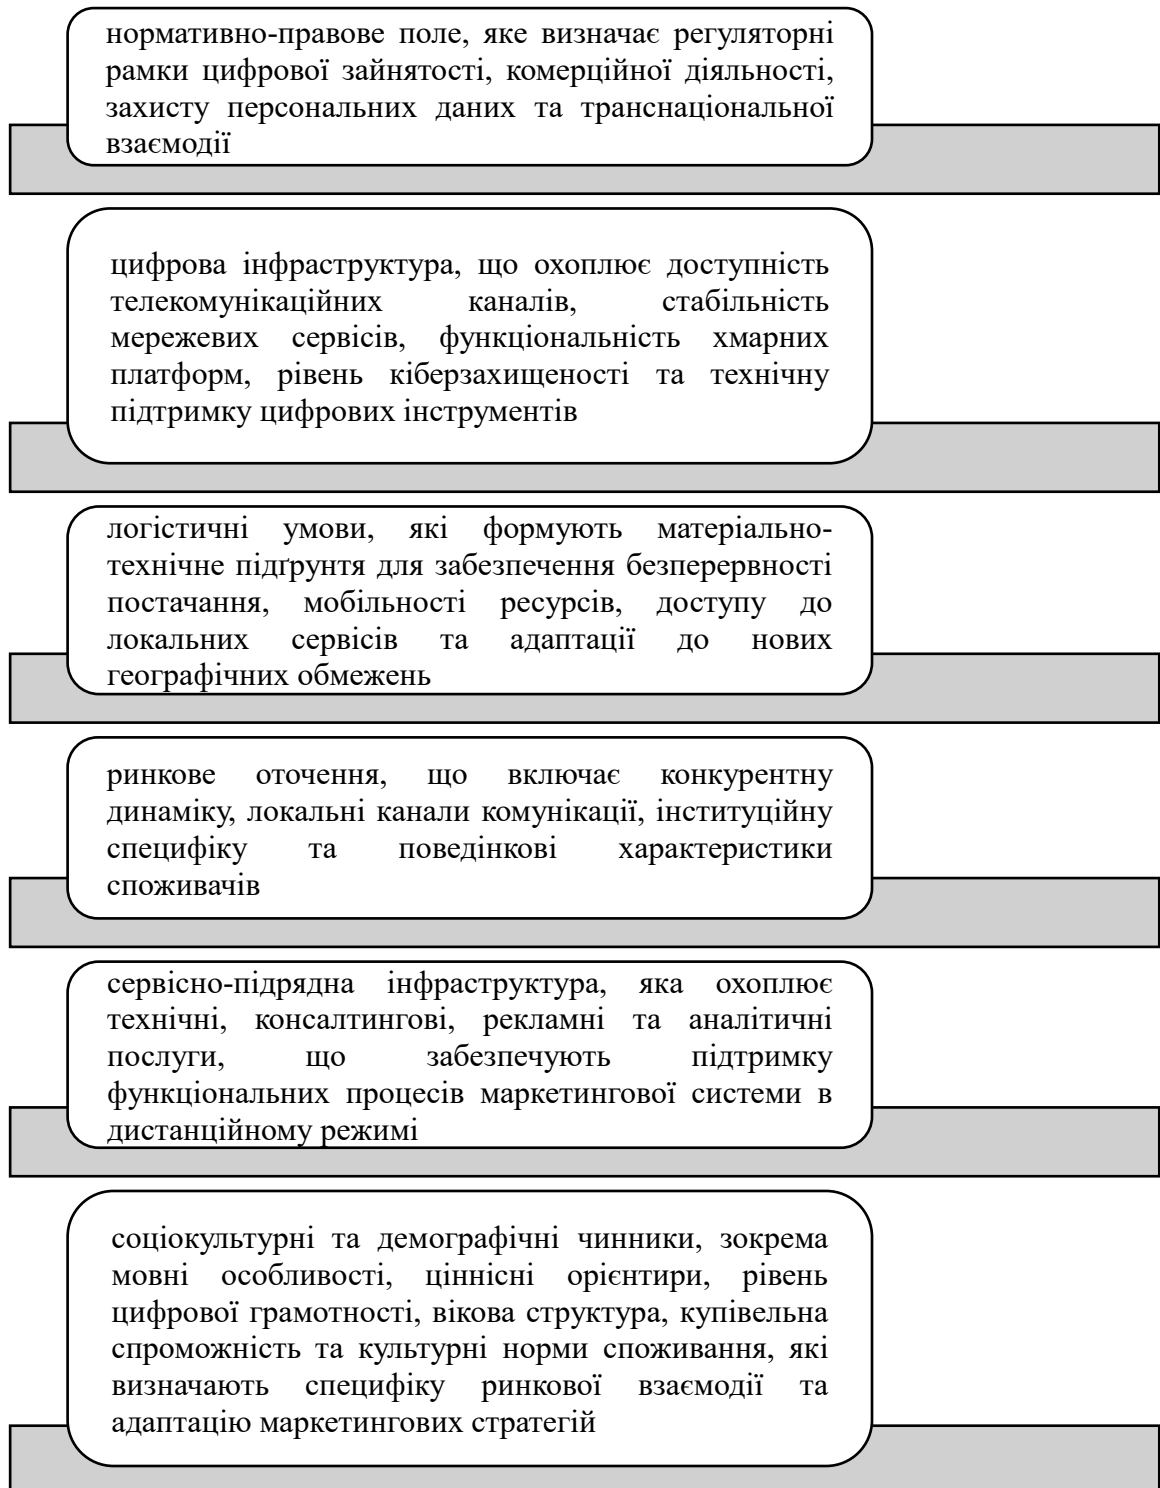 нормативно-правове поле, яке визначає регуляторні
рамки цифрової зайнятості, комерційної діяльності,
захисту персональних даних та транснаціональної
взаємодії
цифрова інфраструктура, що охоплює доступність
телекомунікаційних каналів, стабільність
мережевих сервісів, функціональність хмарних
платформ, рівень кіберзахищеності та технічну
підтримку цифрових інструментів
логістичні умови, які формують матеріально-
технічне підґрунтя для забезпечення безперервності
постачання, мобільності ресурсів, доступу до
локальних сервісів та адаптації до нових
географічних обмежень
ринкове оточення, що включає конкурентну
динаміку, локальні канали комунікації, інституційну
специфіку та поведінкові характеристики
споживачів
сервісно-підрядна інфраструктура, яка охоплює
технічні, консалтингові, рекламні та аналітичні
послуги, що забезпечують підтримку
функціональних процесів маркетингової системи в
дистанційному режимі
соціокультурні та демографічні чинники, зокрема
мовні особливості, ціннісні орієнтири, рівень
цифрової грамотності, вікова структура, купівельна
спроможність та культурні норми споживання, які
визначають специфіку ринкової взаємодії та
адаптацію маркетингових стратегій